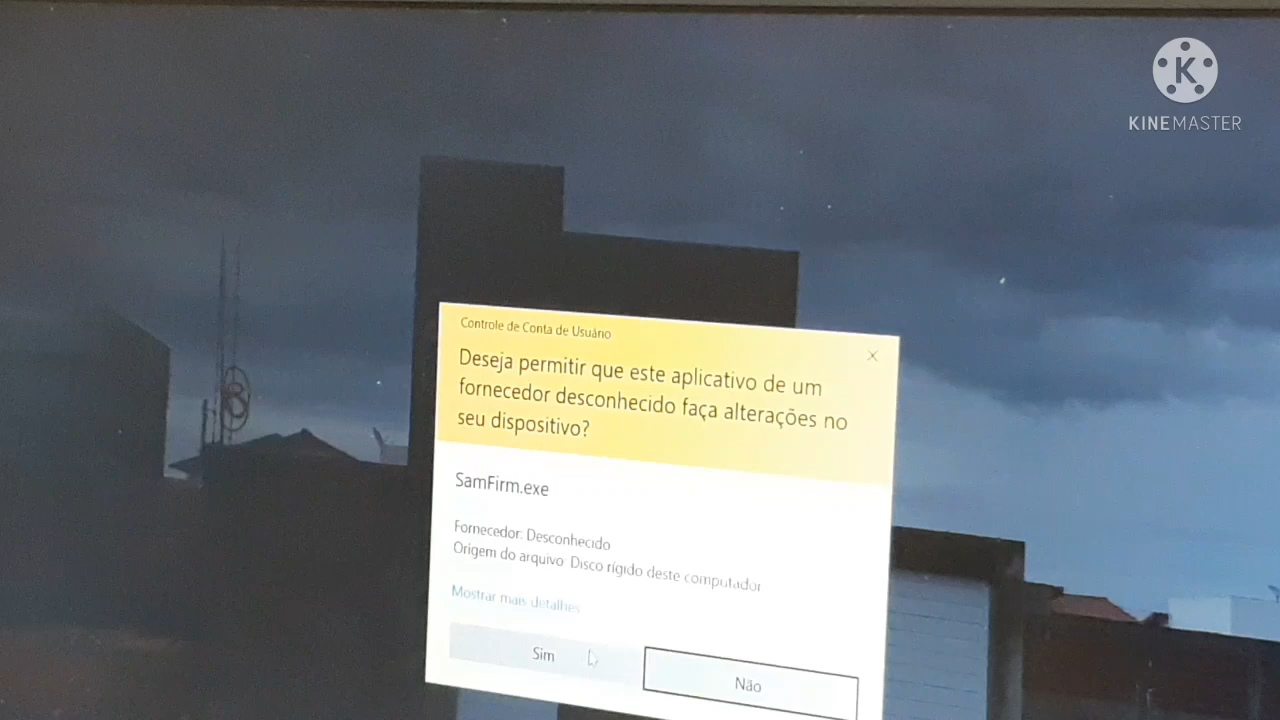 K
KINEMASTER
Controle de Conta de Usuário
Deseja permitir que este aplicativo de um
fornecedor desconhecido faça alterações no
seu dispositivo?
SamFirm.exe
Fornecedor: Desconhecido
Origem do arquivo: Disco rígido deste computador
Mostrar mais detalhes
Sim
Não